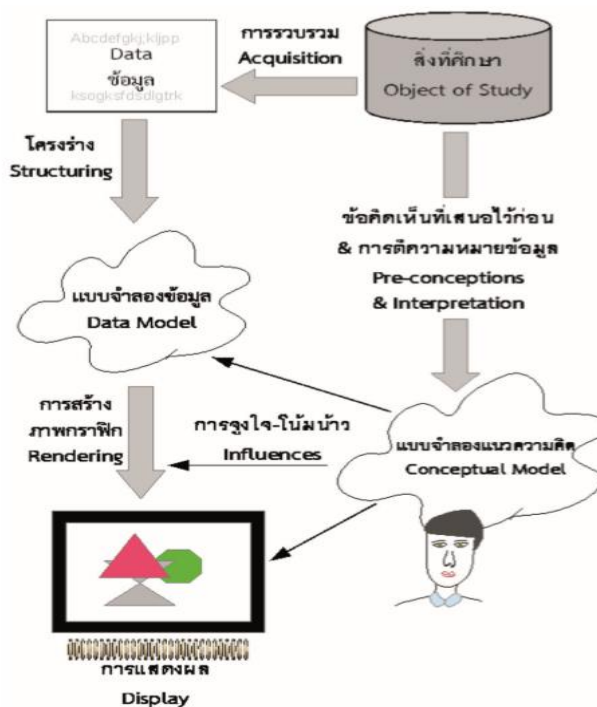 Abcdefgkj;kljpp
Data
ข้อมูล
ksogksfdsdlgtrk
การรวบรวม
Acquisition
สิ่งที่ศึกษา
Object of Study
โครงร่าง
Structuring
ข้อคิดเห็นที่เสนอไว้ก่อน
& การตีความหมายข้อมูล
Pre-conceptions
& Interpretation
แบบจำลองข้อมูล
Data Model
การสร้าง
ภาพกราฟิก
Rendering
การจูงใจ-โน้มน้าว
Influences
แบบจำลองแนวความคิด
Conceptual Model
การแสดงผล
Display